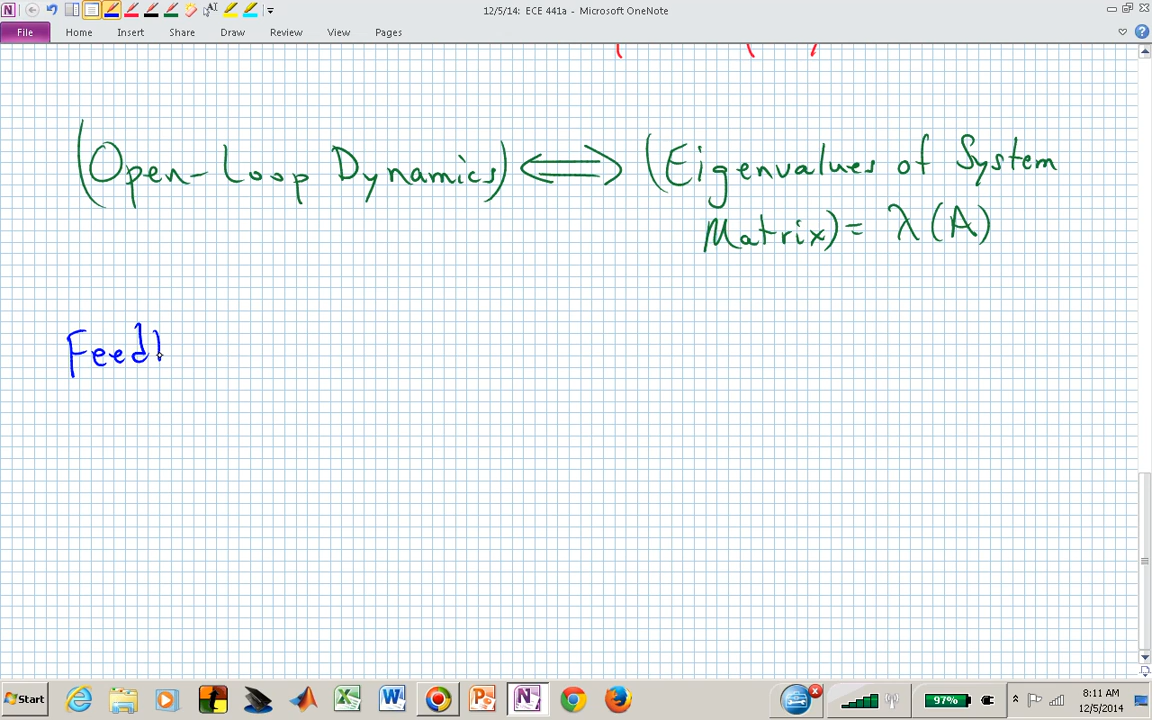 12/5/14: ECE 441a - Microsoft OneNote
File Home Insert Share Draw Review View Pages
(Open-Loop Dynamics) ⟺ (Eigenvalues of System
Matrix) = λ(A)
Feedl
Start
97%
8:11 AM
12/5/2014